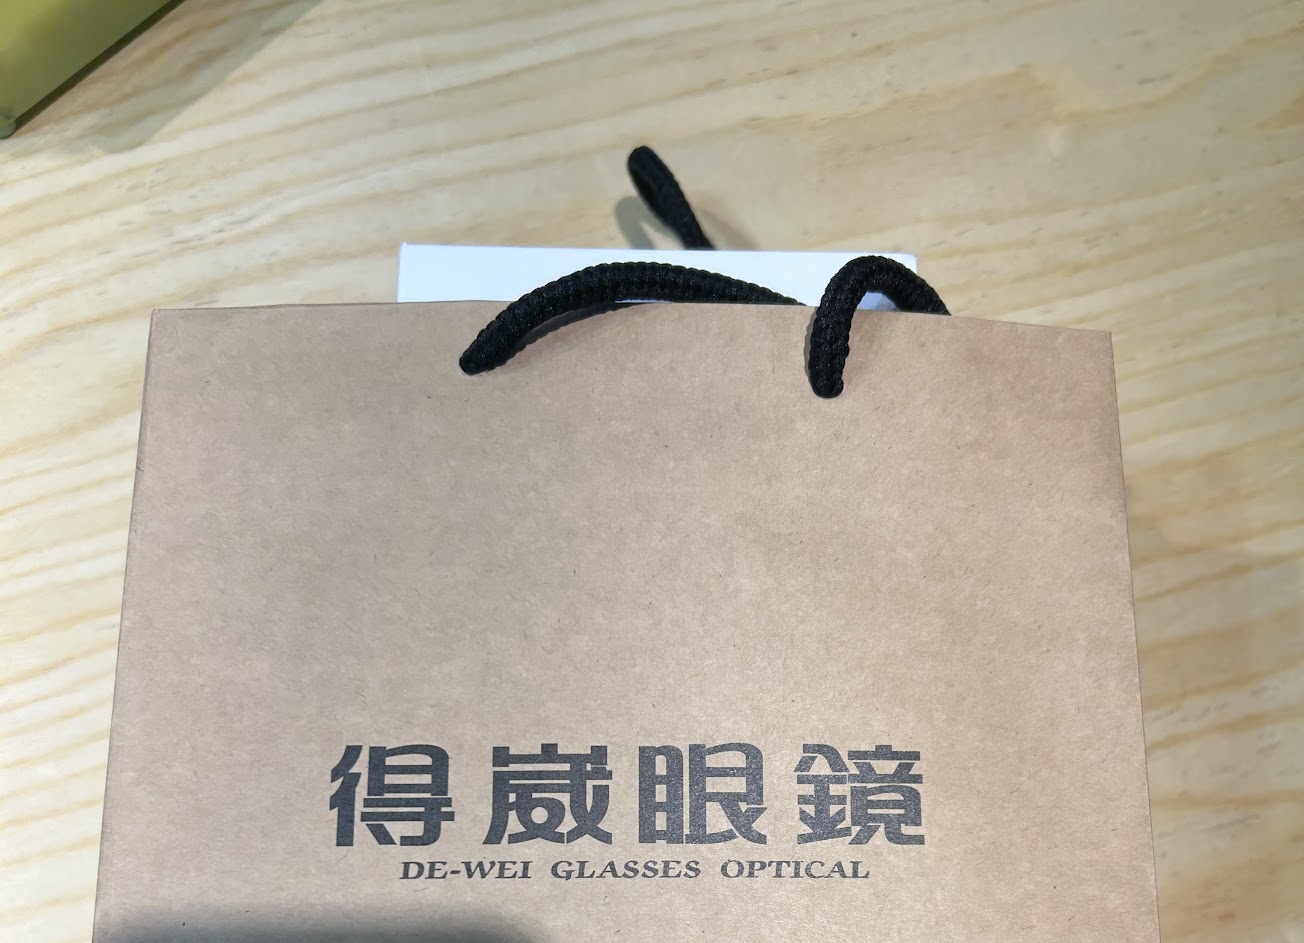 得崴眼鏡
DE-WEI GLASSES OPTICAL